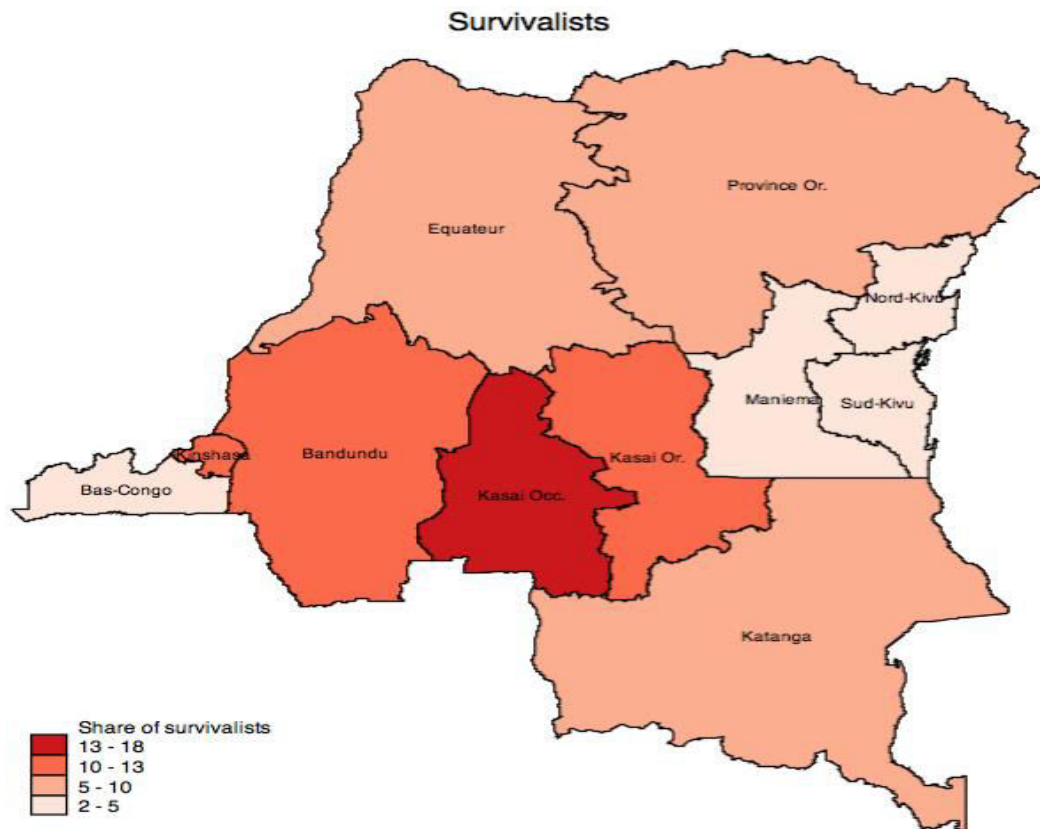 Survivalists
Province Or.
Equateur
Nord-Kivu
Maniema
Sud-Kivu
Kinshasa
Bandundu
Kasai Or.
Bas-Congo
Kasai Occ.
Katanga
Share of survivalists
13 - 18
10 - 13
5 - 10
2 - 5